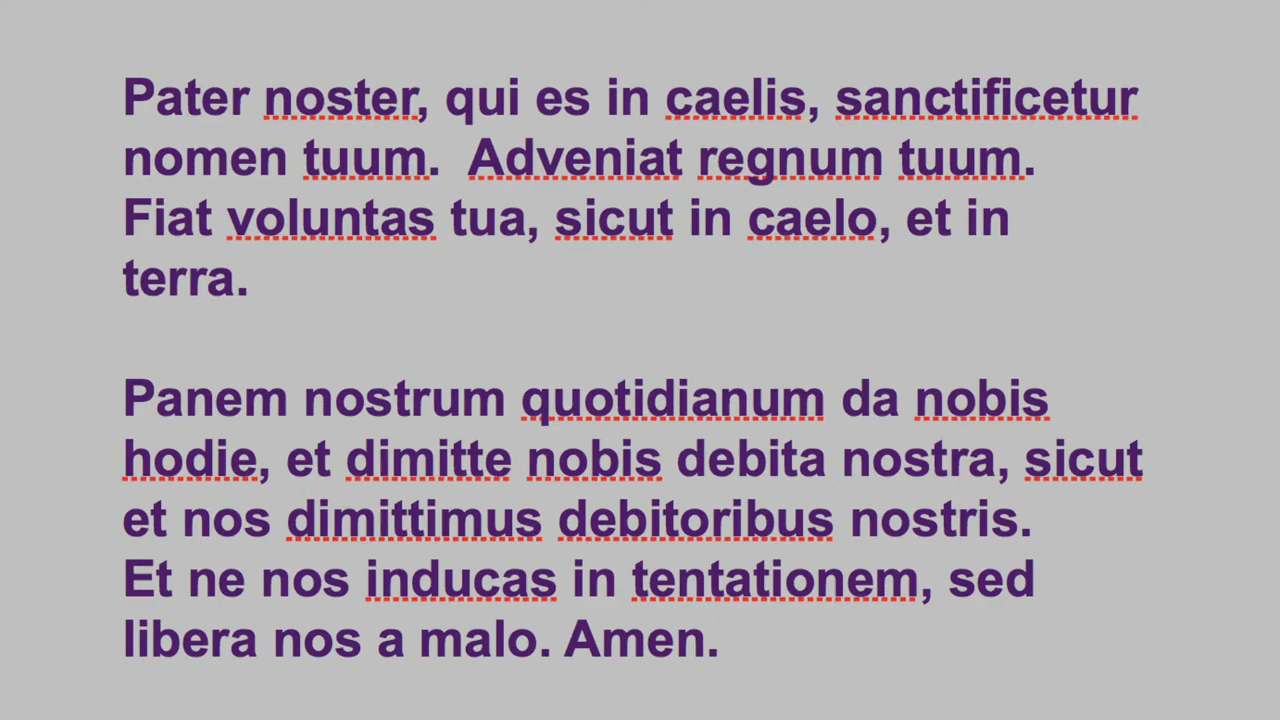 Pater noster, qui es in caelis, sanctificetur
nomen tuum.  Adveniat regnum tuum.
Fiat voluntas tua, sicut in caelo, et in
terra.
Panem nostrum quotidianum da nobis
hodie, et dimitte nobis debita nostra, sicut
et nos dimittimus debitoribus nostris.
Et ne nos inducas in tentationem, sed
libera nos a malo. Amen.